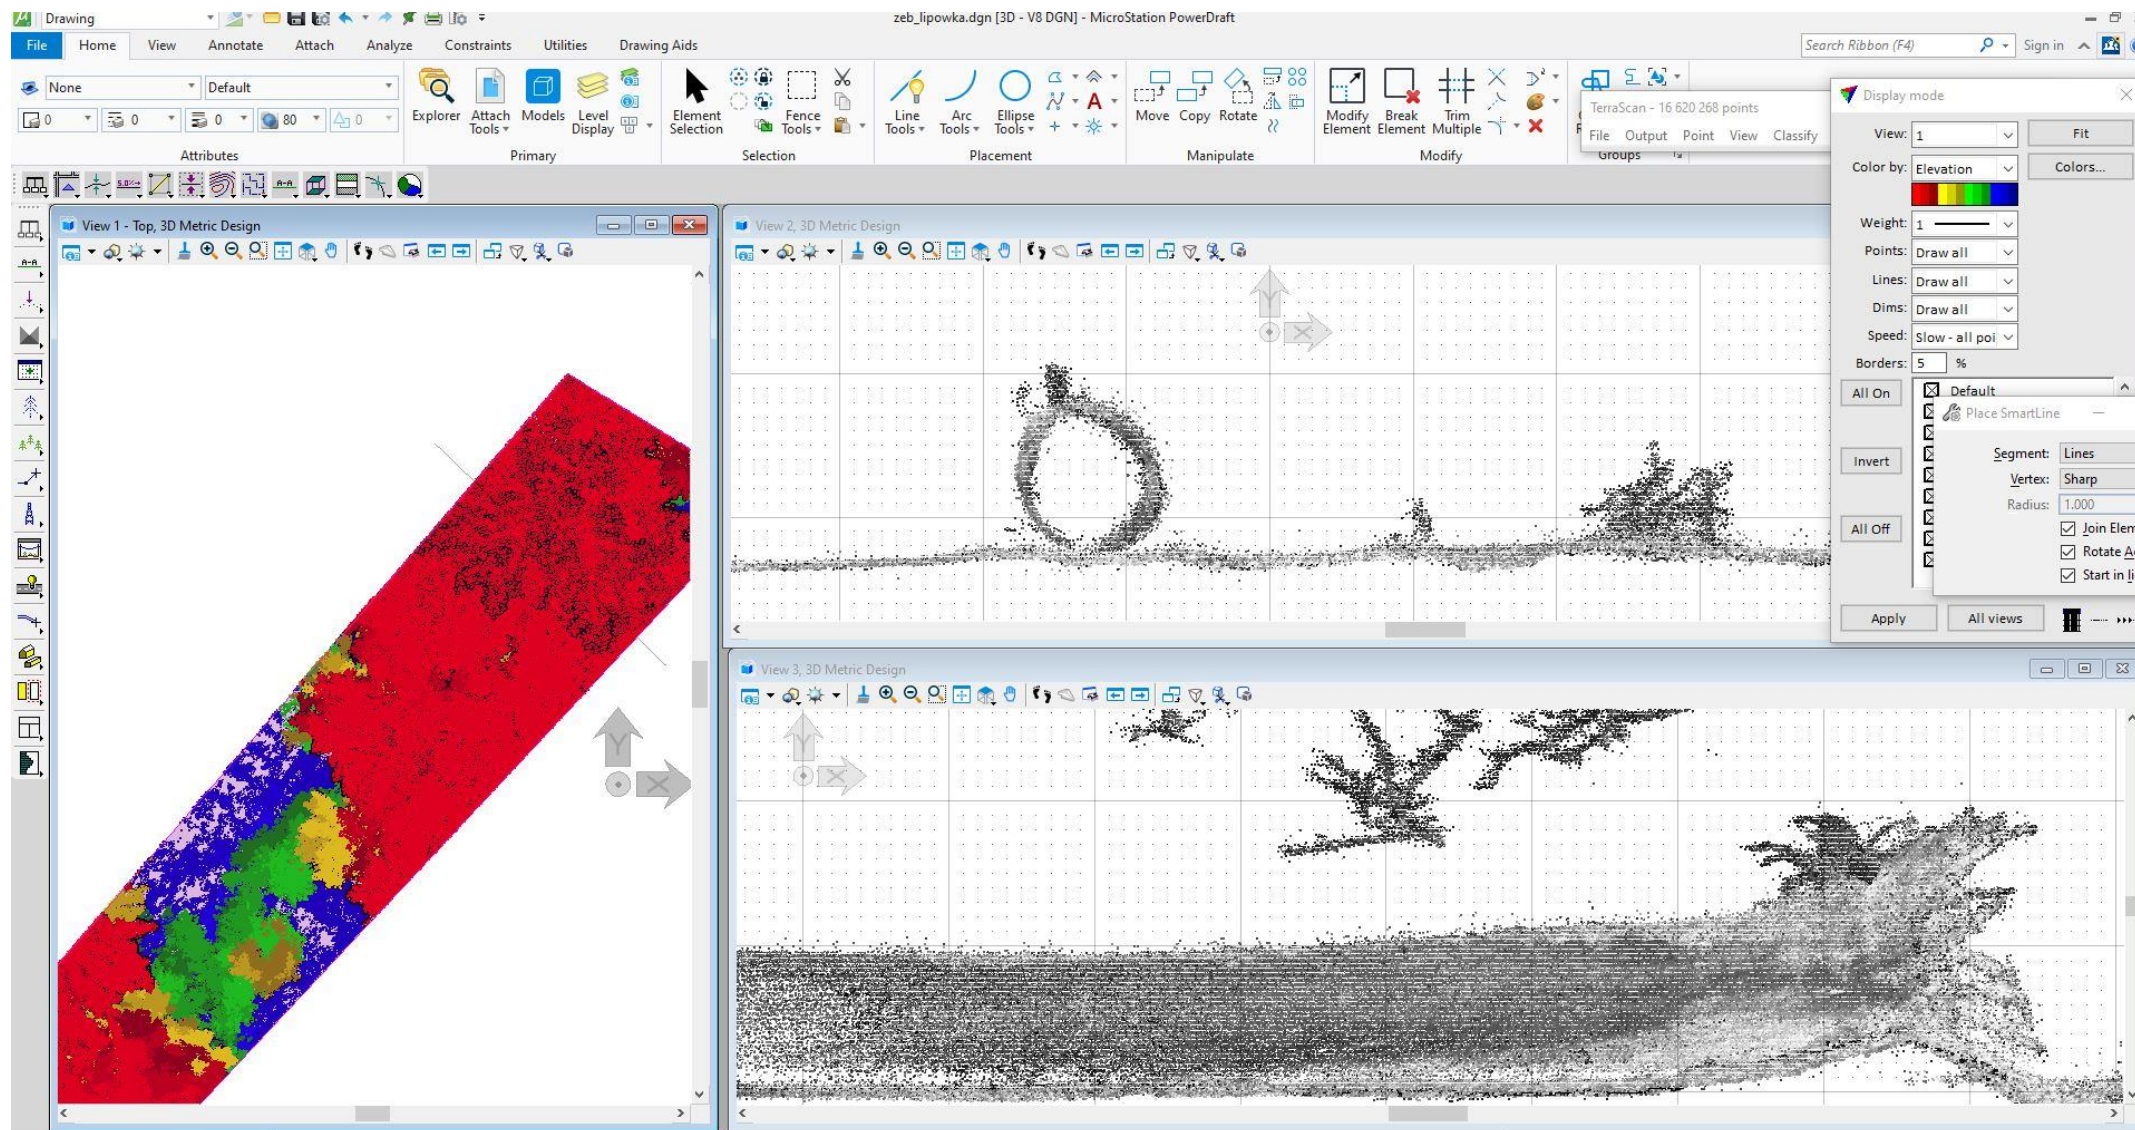 Drawing
zeb_lipowka.dgn [3D - V8 DGN] - MicroStation PowerDraft
File Home View Annotate Attach Analyze Constraints Utilities Drawing Aids
Search Ribbon (F4)
Sign in
None Default
0 0 0 80 0
Attributes
Explorer Attach Tools Models Level Display
Primary
Element Selection Fence Tools
Selection
Line Tools Arc Tools Ellipse Tools
Placement
Move Copy Rotate
Manipulate
Modify Element Break Element Trim Multiple
Modify
Groups
TerraScan - 16 620 268 points
File Output Point View Classify
Display mode
View: 1 Fit
Color by: Elevation Colors...
Weight: 1
Points: Draw all
Lines: Draw all
Dims: Draw all
Speed: Slow - all poi
Borders: 5 %
All On
Default
Invert
All Off
Apply All views
Place SmartLine
Segment: Lines
Vertex: Sharp
Radius: 1.000
Join Elem
Rotate A
Start in li
View 1 - Top, 3D Metric Design
Y
X
View 2, 3D Metric Design
Y
X
View 3, 3D Metric Design
Y
X